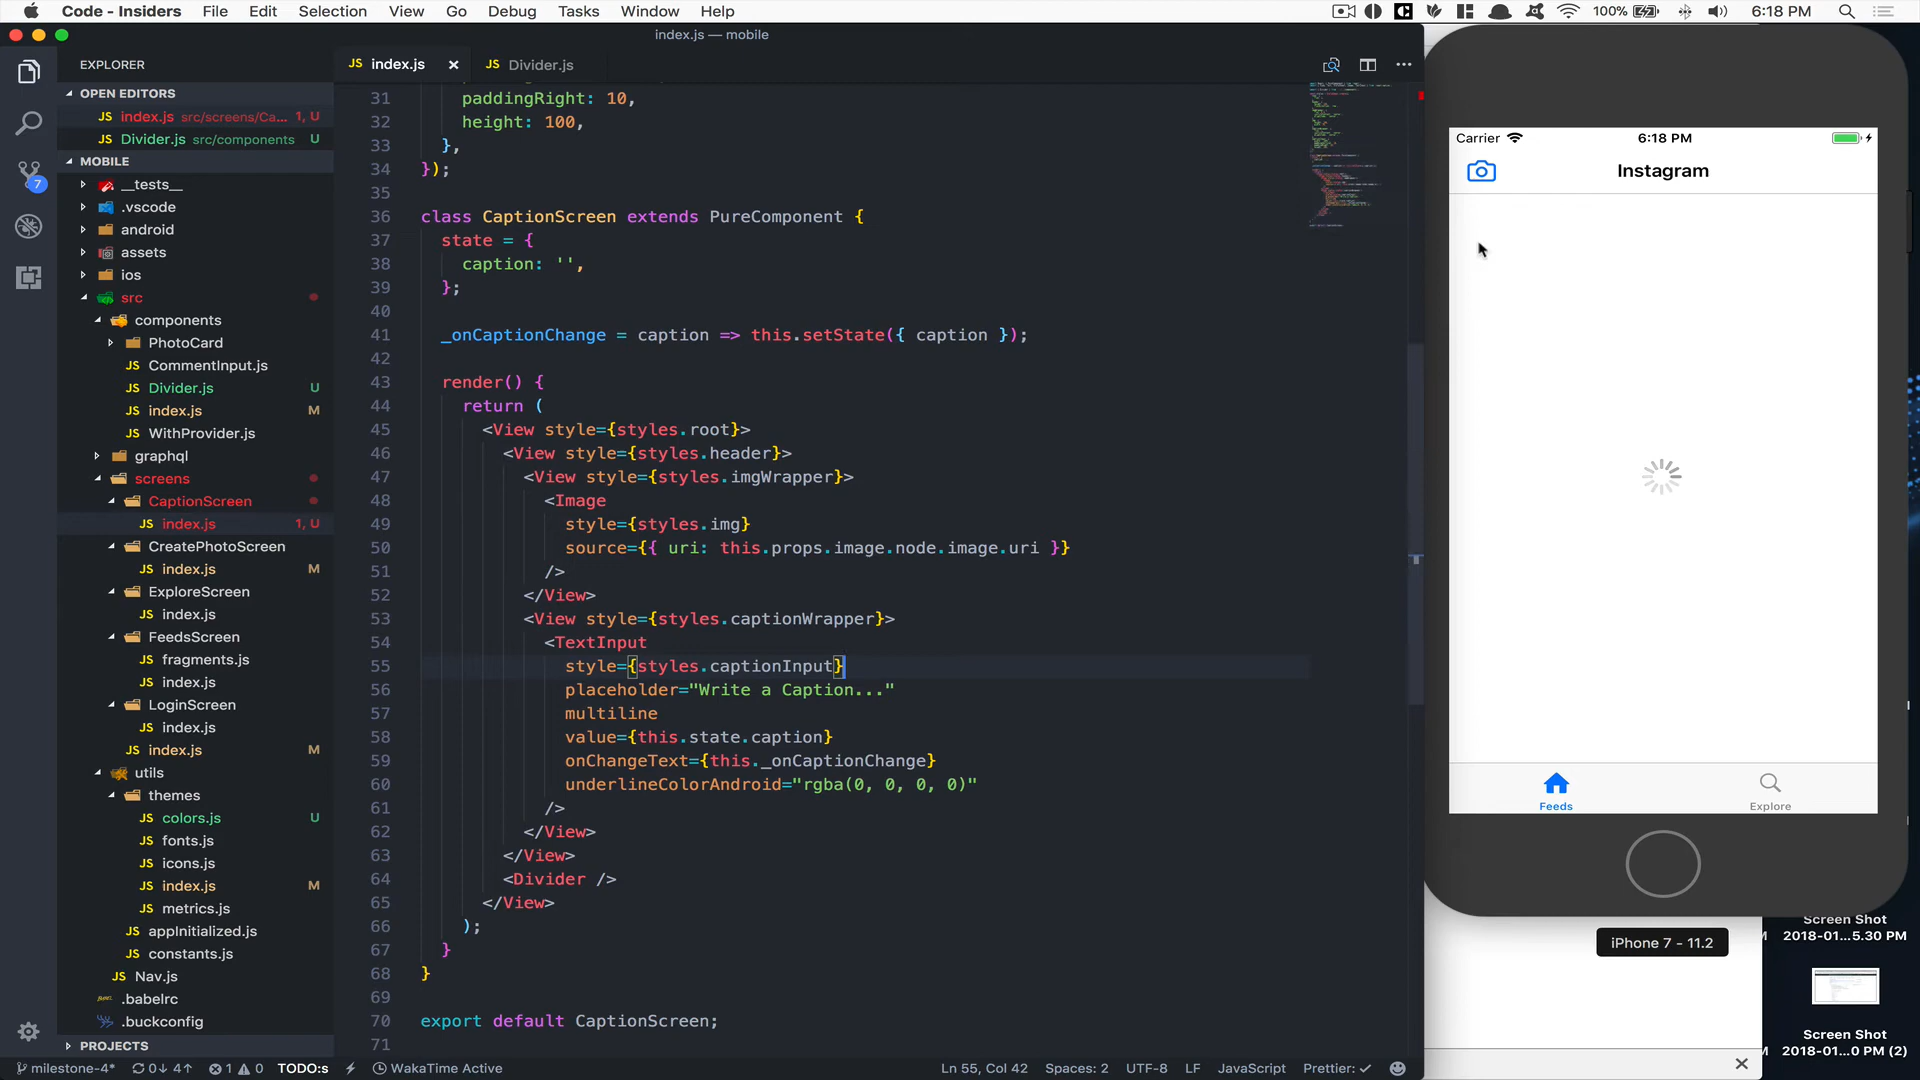 Code - Insiders File Edit Selection View Go Debug Tasks Window Help 100% 6:18 PM
index.js — mobile
EXPLORER
OPEN EDITORS
JS index.js src/screens/Ca... 1, U
JS Divider.js src/components U
MOBILE
__tests__
.vscode
android
assets
ios
src
components
PhotoCard
JS CommentInput.js
JS Divider.js U
JS index.js M
JS WithProvider.js
graphql
screens
CaptionScreen
JS index.js 1, U
CreatePhotoScreen
JS index.js M
ExploreScreen
JS index.js
FeedsScreen
JS fragments.js
JS index.js
LoginScreen
JS index.js
JS index.js M
utils
themes
JS colors.js U
JS fonts.js
JS icons.js
JS index.js M
JS metrics.js
JS appInitialized.js
JS constants.js
JS Nav.js
.babelrc
.buckconfig
PROJECTS
7
JS index.js × JS Divider.js
31 paddingRight: 10,
32 height: 100,
33 },
34 });
35
36 class CaptionScreen extends PureComponent {
37 state = {
38 caption: '',
39 };
40
41 _onCaptionChange = caption => this.setState({ caption });
42
43 render() {
44 return (
45 <View style={styles.root}>
46 <View style={styles.header}>
47 <View style={styles.imgWrapper}>
48 <Image
49 style={styles.img}
50 source={{ uri: this.props.image.node.image.uri }}
51 />
52 </View>
53 <View style={styles.captionWrapper}>
54 <TextInput
55 style={styles.captionInput}
56 placeholder="Write a Caption..."
57 multiline
58 value={this.state.caption}
59 onChangeText={this._onCaptionChange}
60 underlineColorAndroid="rgba(0, 0, 0, 0)"
61 />
62 </View>
63 </View>
64 <Divider />
65 </View>
66 );
67 }
68 }
69
70 export default CaptionScreen;
71
milestone-4* 0↓ 4↑ 1 0 TODO:s WakaTime Active Ln 55, Col 42 Spaces: 2 UTF-8 LF JavaScript Prettier: ✓
Carrier 6:18 PM
Instagram
Feeds Explore
iPhone 7 - 11.2
Screen Shot
2018-01...5.30 PM
Screen Shot
2018-01...0 PM (2)